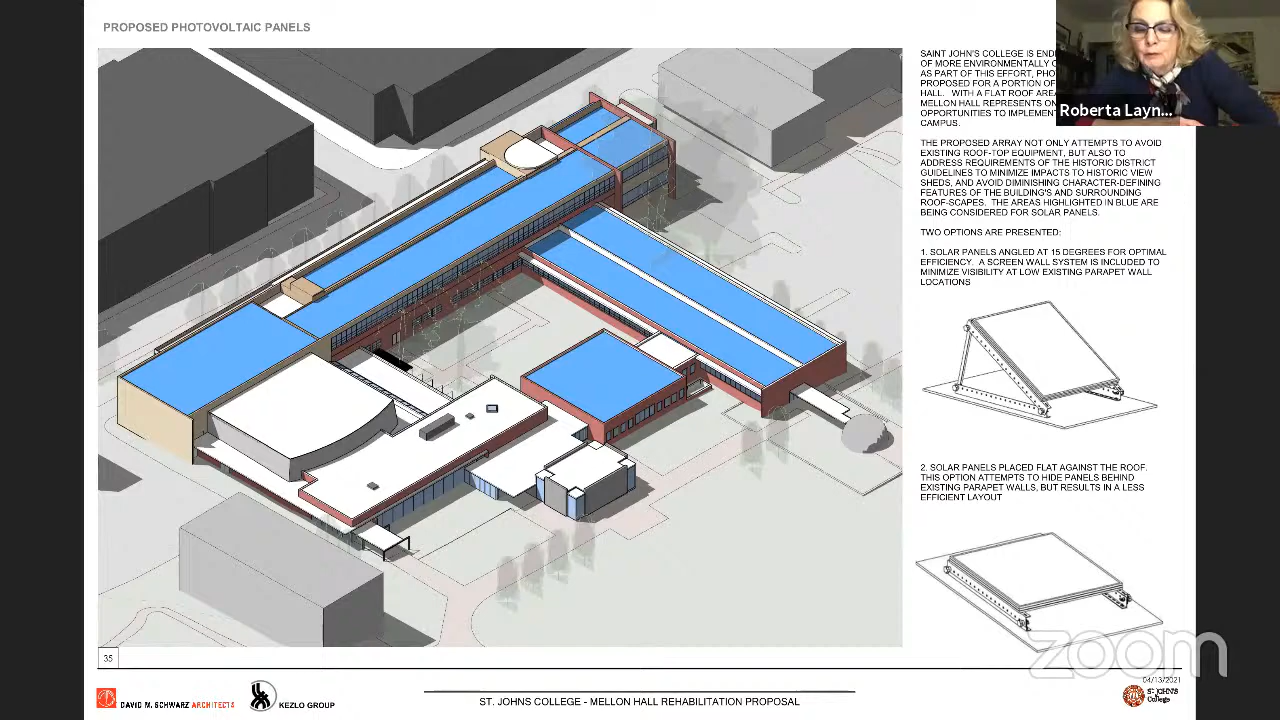 PROPOSED PHOTOVOLTAIC PANELS
SAINT JOHN'S COLLEGE IS
OF MORE ENVIRONMENTALLY
AS PART OF THIS EFFORT,
PROPOSED FOR A PORTION OF
HALL. WITH A FLAT ROOF
MELLON HALL REPRESENTS
OPPORTUNITIES TO IMPLEMENT
CAMPUS.
Roberta Layn...
THE PROPOSED ARRAY NOT ONLY ATTEMPTS TO AVOID
EXISTING ROOF-TOP EQUIPMENT, BUT ALSO TO
ADDRESS REQUIREMENTS OF THE HISTORIC DISTRICT
GUIDELINES TO MINIMIZE IMPACTS TO HISTORIC VIEW
SHEDS, AND AVOID DIMINISHING CHARACTER-DEFINING
FEATURES OF THE BUILDING'S AND SURROUNDING
ROOF-SCAPES. THE AREAS HIGHLIGHTED IN BLUE ARE
BEING CONSIDERED FOR SOLAR PANELS.
TWO OPTIONS ARE PRESENTED:
1. SOLAR PANELS ANGLED AT 15 DEGREES FOR OPTIMAL
EFFICIENCY. A SCREEN WALL SYSTEM IS INCLUDED TO
MINIMIZE VISIBILITY AT LOW EXISTING PARAPET WALL
LOCATIONS
2. SOLAR PANELS PLACED FLAT AGAINST THE ROOF.
THIS OPTION ATTEMPTS TO HIDE PANELS BEHIND
EXISTING PARAPET WALLS, BUT RESULTS IN A LESS
EFFICIENT LAYOUT
zoom
35
04/13/2021
DAVID M. SCHWARZ ARCHITECTS
KEZLO GROUP
ST. JOHNS COLLEGE - MELLON HALL REHABILITATION PROPOSAL
ST JOHN'S
College